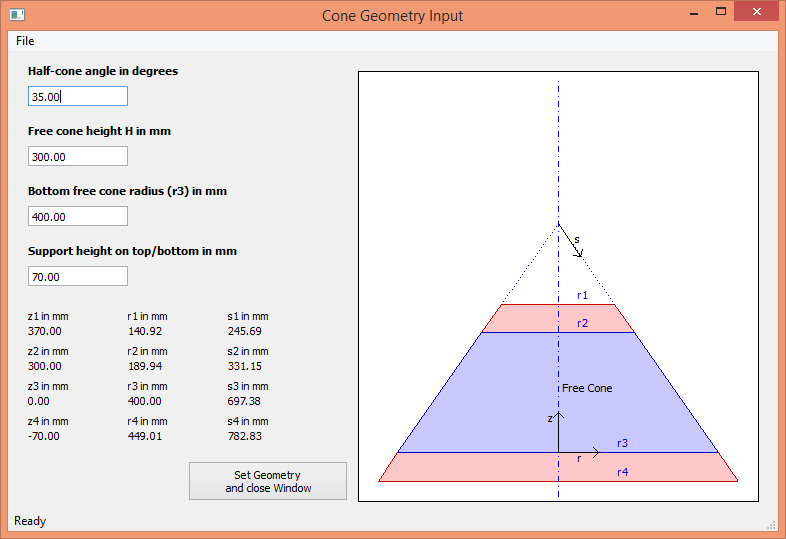 Cone Geometry Input
File
Half-cone angle in degrees
35.00
Free cone height H in mm
300.00
Bottom free cone radius (r3) in mm
400.00
Support height on top/bottom in mm
70.00
z1 in mm r1 in mm s1 in mm
370.00 140.92 245.69
z2 in mm r2 in mm s2 in mm
300.00 189.94 331.15
z3 in mm r3 in mm s3 in mm
0.00 400.00 697.38
z4 in mm r4 in mm s4 in mm
-70.00 449.01 782.83
Set Geometry
and close Window
s
r1
r2
Free Cone
z
r3
r
r4
Ready